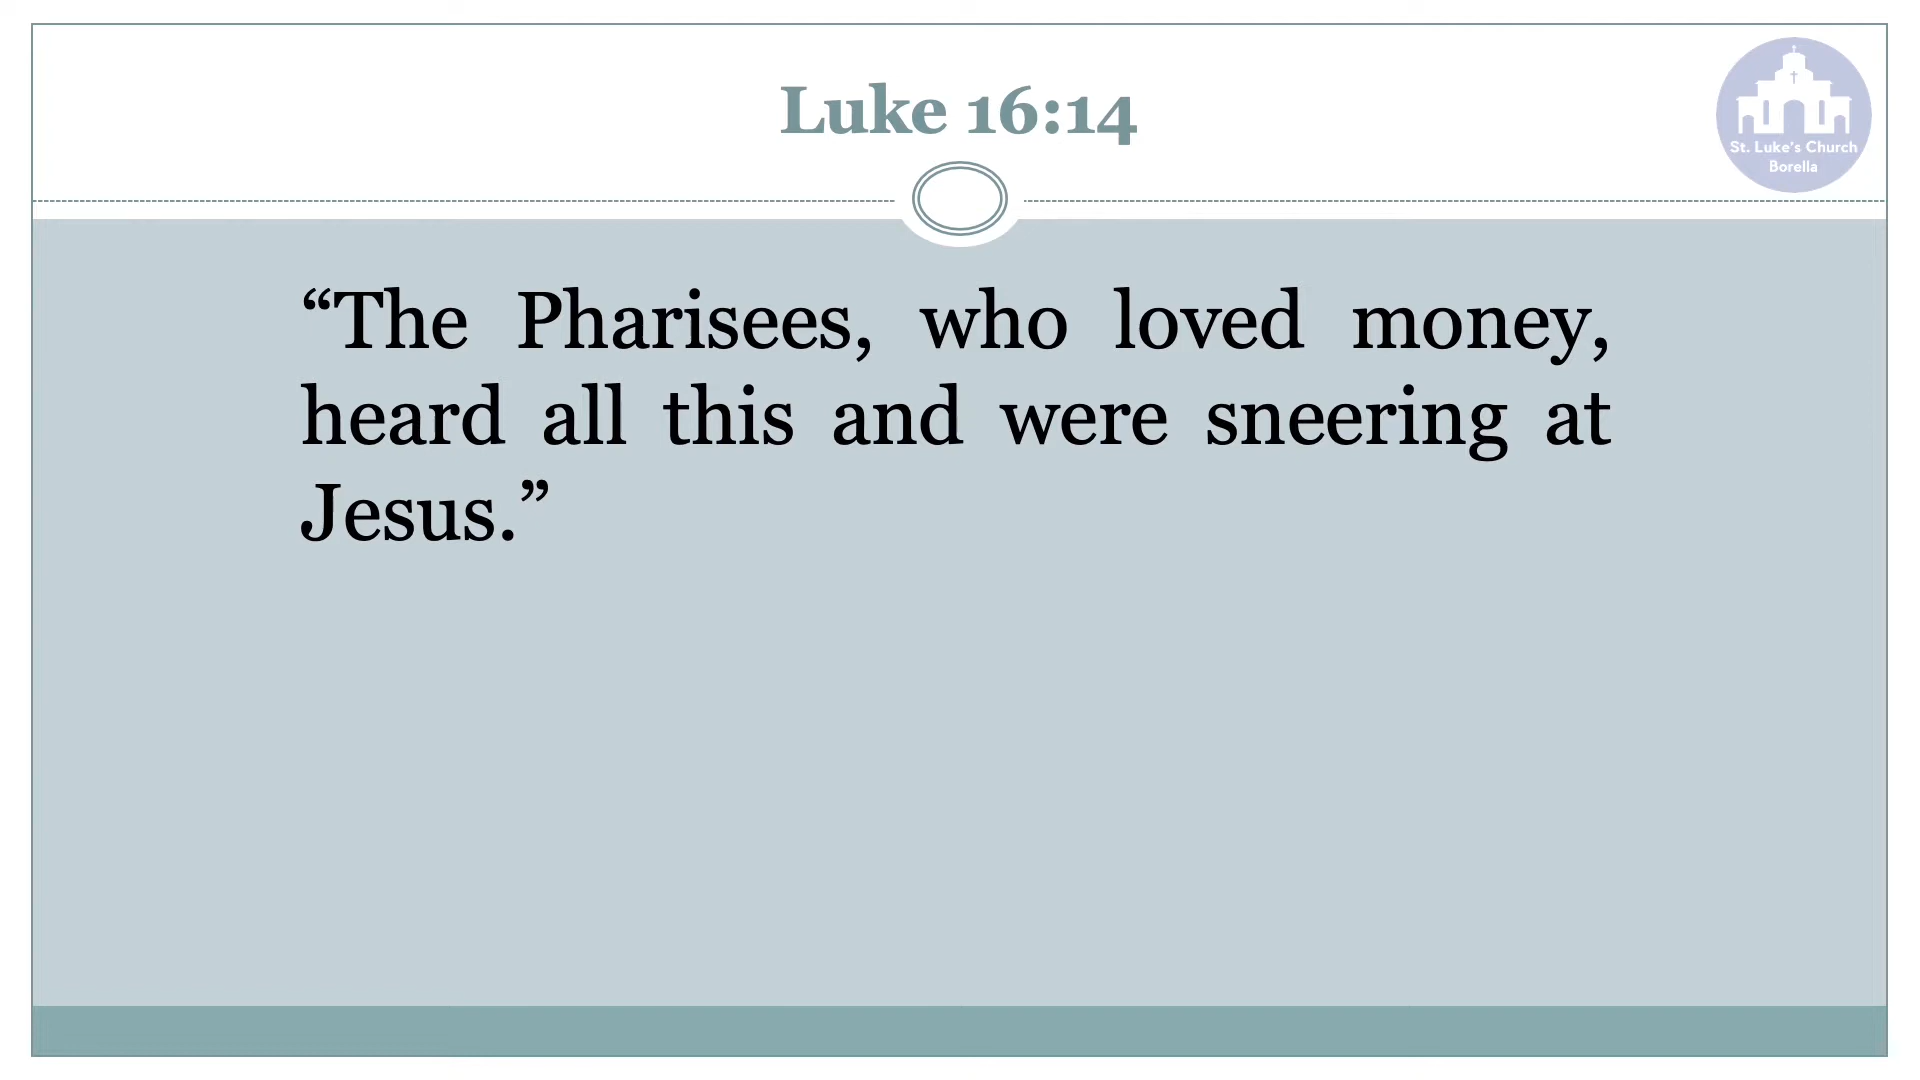 Luke 16:14
St. Luke's Church
Borella
“The Pharisees, who loved money,
heard all this and were sneering at
Jesus.”